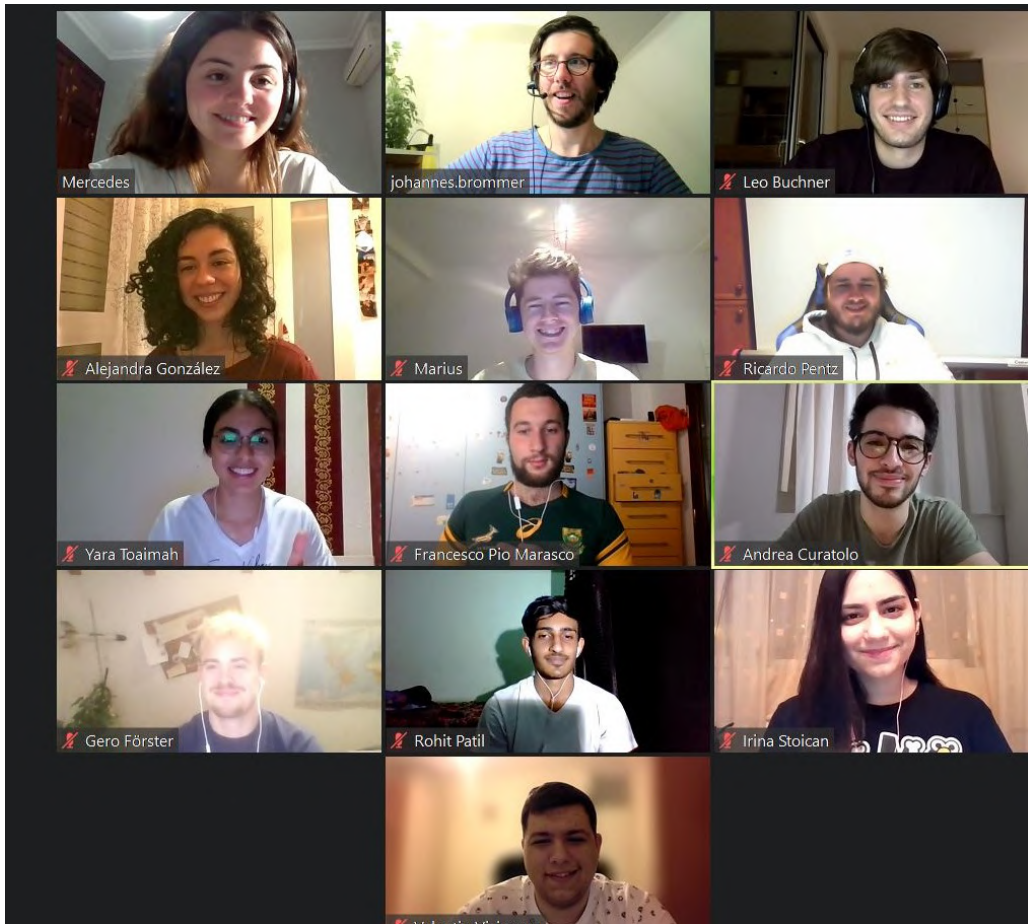 Mercedes
johannes.brommer
Leo Buchner
Alejandra González
Marius
Ricardo Pentz
Yara Toaimah
Francesco Pio Marasco
Andrea Curatolo
Gero Förster
Rohit Patil
Irina Stoican